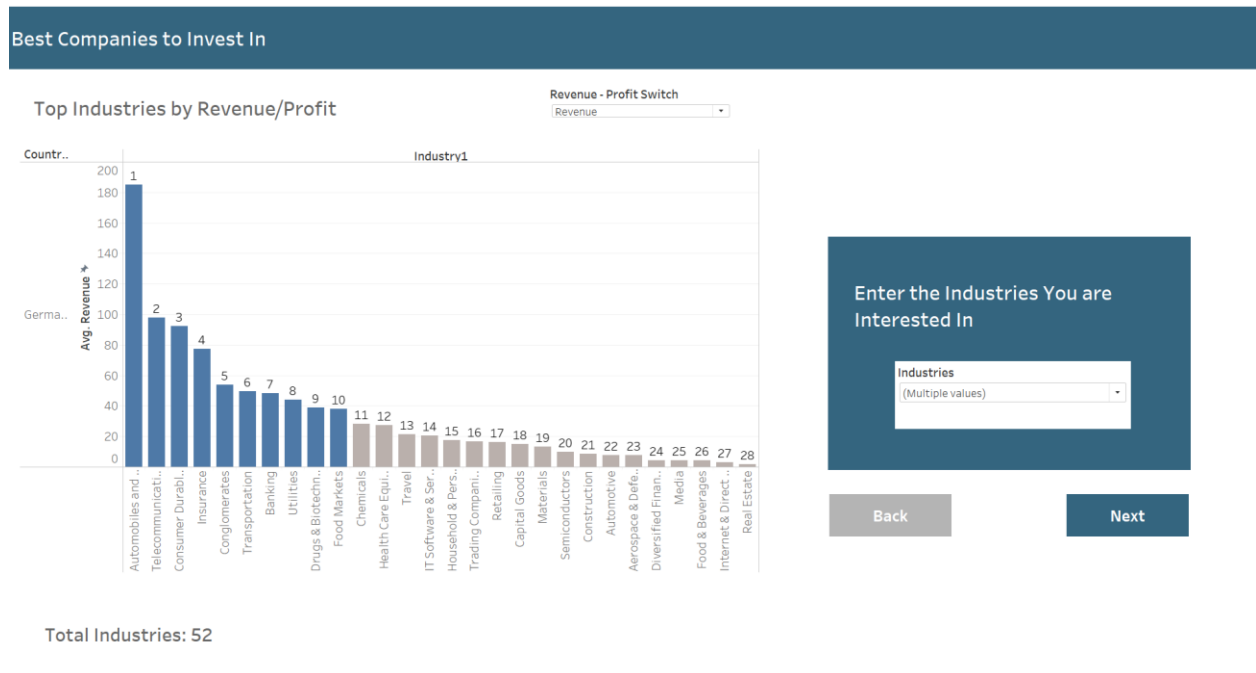 Best Companies to Invest In
Top Industries by Revenue/Profit
Revenue - Profit Switch
Revenue
Countr..
Industry1
Germa..
Avg. Revenue
200
180
160
140
120
100
80
60
40
20
0
1
2
3
4
5
6
7
8
9
10
11
12
13
14
15
16
17
18
19
20
21
22
23
24
25
26
27
28
Automobiles and ..
Telecommunicati..
Consumer Durabl..
Insurance
Conglomerates
Transportation
Banking
Utilities
Drugs & Biotechn..
Food Markets
Chemicals
Health Care Equi..
Travel
IT Software & Ser..
Household & Pers..
Trading Compani..
Retailing
Capital Goods
Materials
Semiconductors
Construction
Automotive
Aerospace & Defe..
Diversified Finan..
Media
Food & Beverages
Internet & Direct ..
Real Estate
Enter the Industries You are
Interested In
Industries
(Multiple values)
Back
Next
Total Industries: 52